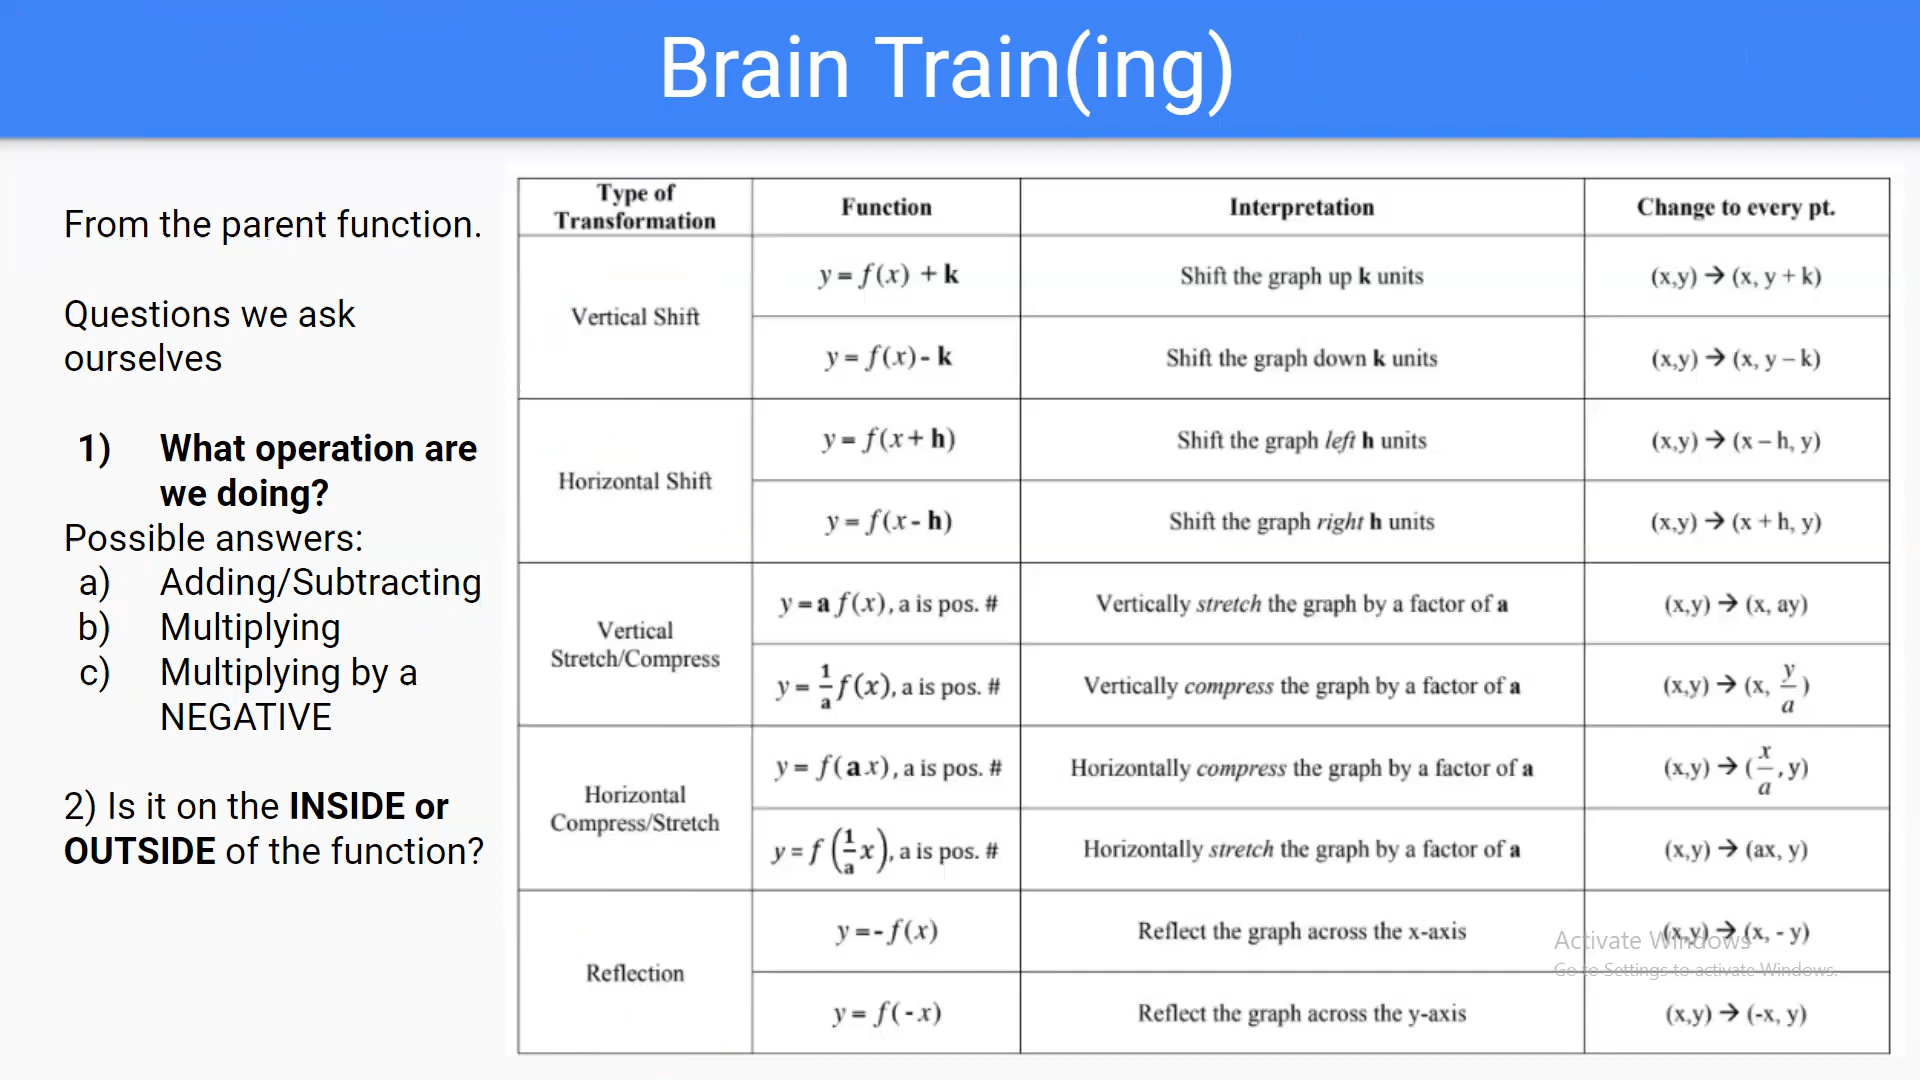 Brain Train(ing)
From the parent function.
Questions we ask
ourselves
1) What operation are
we doing?
Possible answers:
a) Adding/Subtracting
b) Multiplying
c) Multiplying by a
NEGATIVE
2) Is it on the INSIDE or
OUTSIDE of the function?
Type of
Transformation
Function
Interpretation
Change to every pt.
Vertical Shift
y = f(x) + k
Shift the graph up k units
(x,y) → (x, y + k)
y = f(x) - k
Shift the graph down k units
(x,y) → (x, y – k)
Horizontal Shift
y = f(x + h)
Shift the graph left h units
(x,y) → (x – h, y)
y = f(x - h)
Shift the graph right h units
(x,y) → (x + h, y)
Vertical
Stretch/Compress
y = a f(x), a is pos. #
Vertically stretch the graph by a factor of a
(x,y) → (x, ay)
y = 1/a f(x), a is pos. #
Vertically compress the graph by a factor of a
(x,y) → (x, y/a)
Horizontal
Compress/Stretch
y = f(ax), a is pos. #
Horizontally compress the graph by a factor of a
(x,y) → (x/a, y)
y = f(1/a x), a is pos. #
Horizontally stretch the graph by a factor of a
(x,y) → (ax, y)
Reflection
y = - f(x)
Reflect the graph across the x-axis
(x,y) → (x, - y)
y = f(-x)
Reflect the graph across the y-axis
(x,y) → (-x, y)
Activate Windows
Go to Settings to activate Windows.